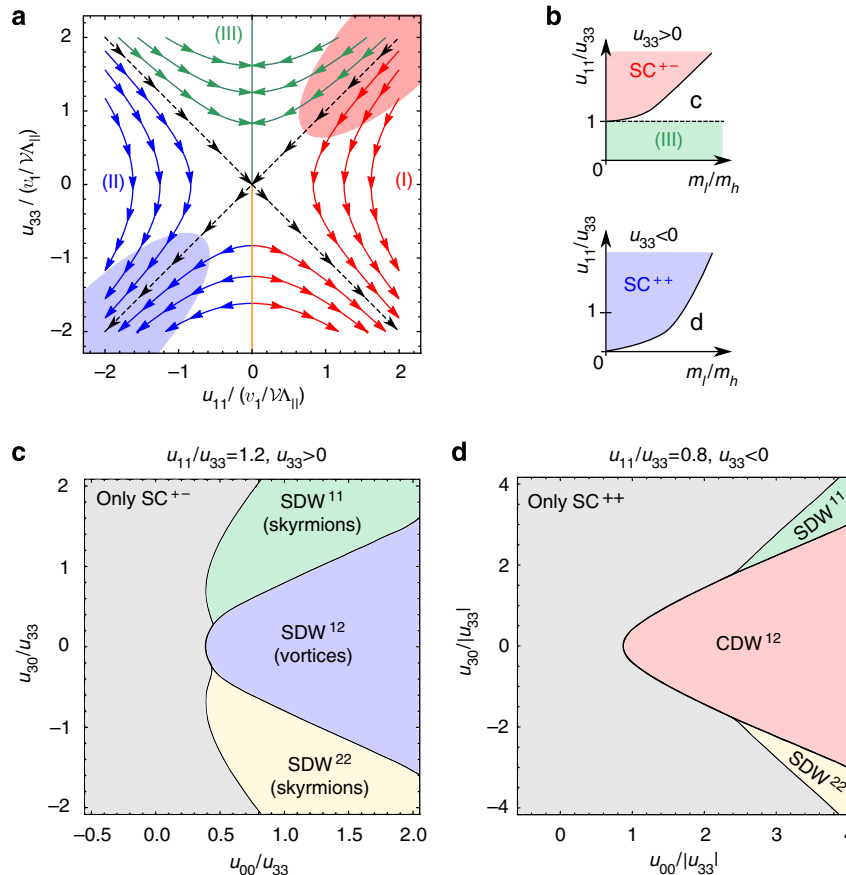 a
(III)
2
1
0
−1
−2
(II)
(I)
u33 / (v1/𝒱Λ||)
−2
−1
0
1
2
u11 / (v1/𝒱Λ||)
b
u33>0
u11/u33
SC+−
c
1
(III)
0
ml/mh
u33<0
u11/u33
SC++
1
d
0
ml/mh
c
u11/u33=1.2, u33>0
2
1
0
−1
−2
u30/u33
Only SC+−
SDW11
(skyrmions)
SDW12
(vortices)
SDW22
(skyrmions)
−0.5
0.0
0.5
1.0
1.5
2.0
u00/u33
d
u11/u33=0.8, u33<0
4
2
0
−2
−4
u30/|u33|
Only SC++
SDW11
CDW12
SDW22
0
1
2
3
4
u00/|u33|